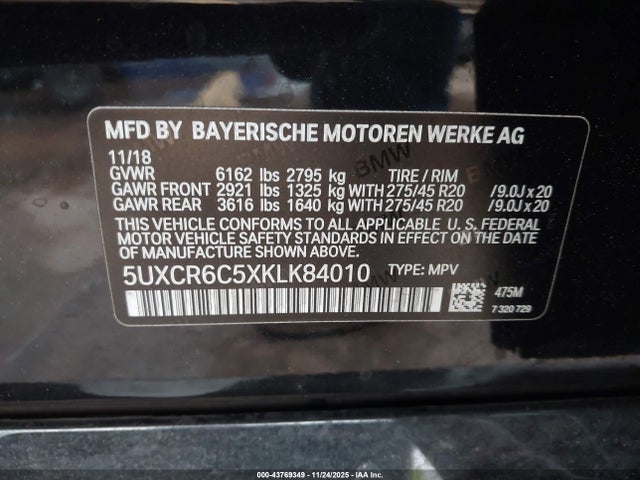 MFD BY BAYERISCHE MOTOREN WERKE AG
11/18
GVWR 6162 lbs 2795 kg TIRE / RIM
GAWR FRONT 2921 lbs 1325 kg WITH 275/45 R20 /9.0J x 20
GAWR REAR 3616 lbs 1640 kg WITH 275/45 R20 /9.0J x 20
THIS VEHICLE CONFORMS TO ALL APPLICABLE U. S. FEDERAL
MOTOR VEHICLE SAFETY STANDARDS IN EFFECT ON THE DATE
OF MANUFACTURE SHOWN ABOVE.
5UXCR6C5XKLK84010 TYPE: MPV
475M
7 320 729
BMW
BMW
BMW
000-43769349 - 11/24/2025 - IAA Inc.